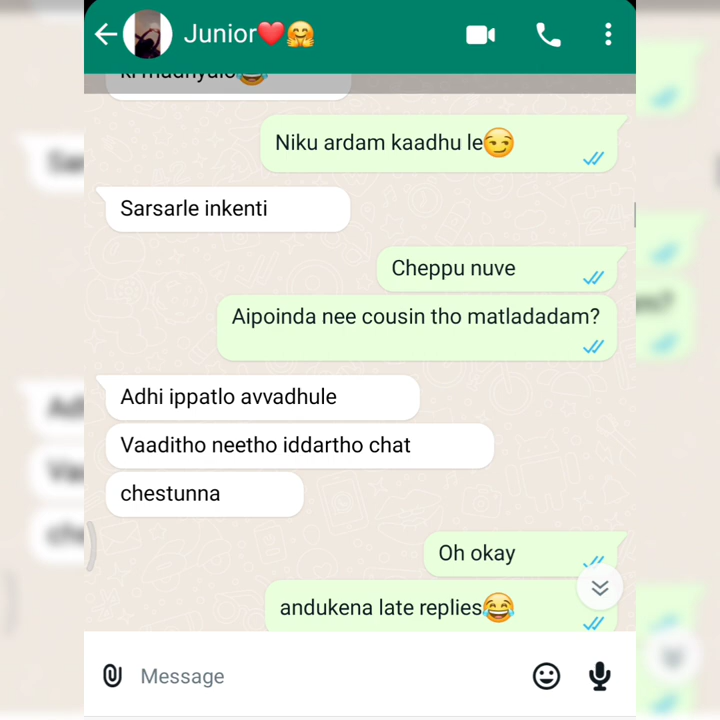 Junior❤️🤗
Niku ardam kaadhu le😏
Sarsarle inkenti
Cheppu nuve
Aipoinda nee cousin tho matladadam?
Adhi ippatlo avvadhule
Vaaditho neetho iddartho chat
chestunna
Oh okay
andukena late replies😂
Message